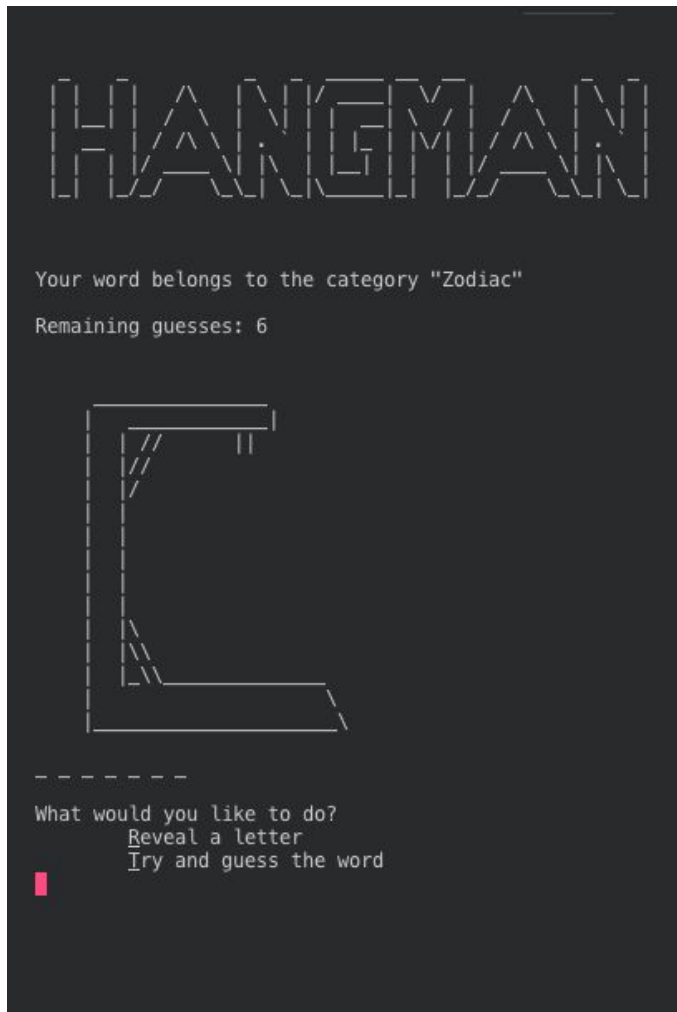 HANGMAN
Your word belongs to the category "Zodiac"
Remaining guesses: 6
_ _ _ _ _ _ _
What would you like to do?
Reveal a letter
Try and guess the word